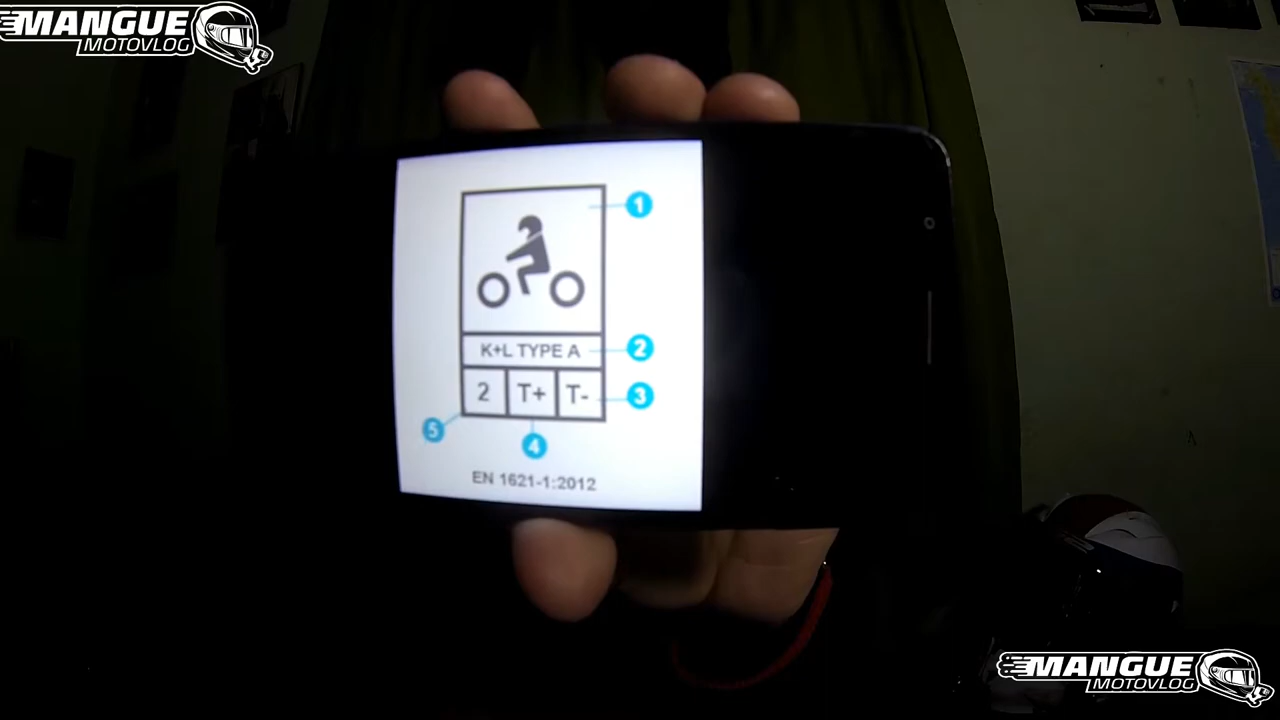 MANGUE
MOTOVLOG
1
K+L TYPE A
2
2 T+ T-
3
5
4
EN 1621-1:2012
MANGUE
MOTOVLOG